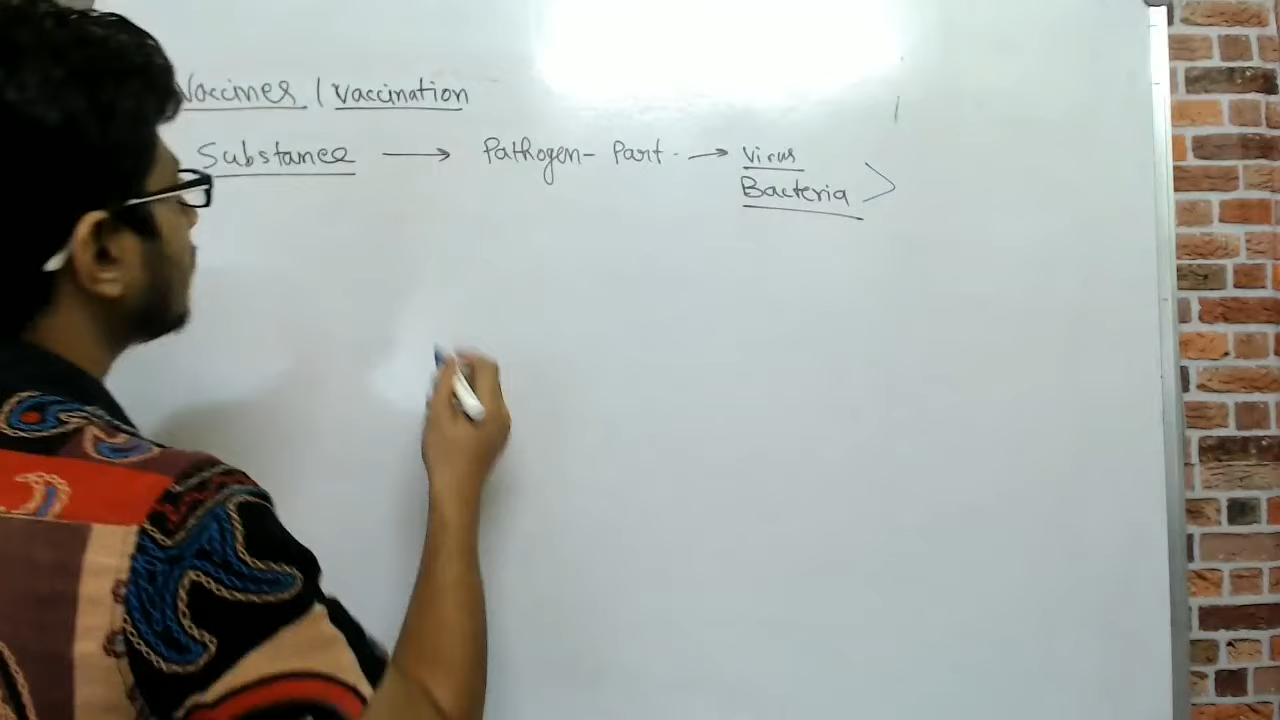 Vaccines / Vaccination
Substance → Pathogen - Part. → Virus
Bacteria